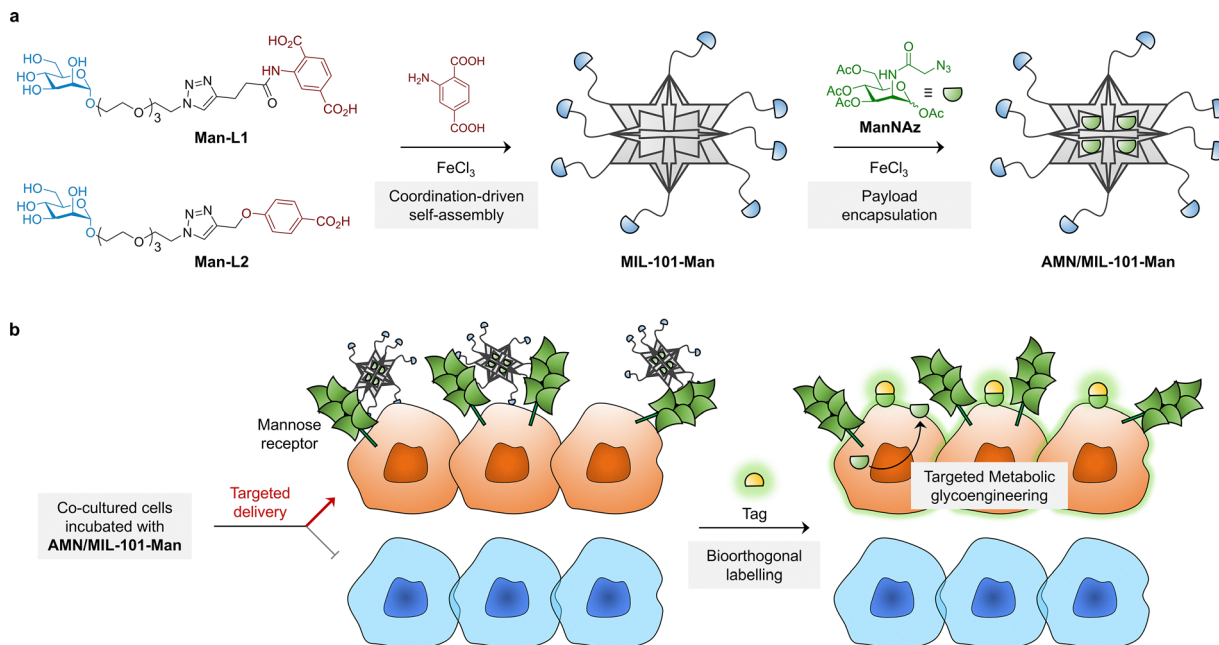 a
HO
HO
HO
OH
O
O
O
3
N
N=N
O
HN
HO₂C
CO₂H
Man-L1
HO
HO
HO
OH
O
O
O
3
N
N=N
O
CO₂H
Man-L2
H₂N
COOH
COOH
FeCl₃
Coordination-driven
self-assembly
MIL-101-Man
O
N₃
HN
AcO
AcO
AcO
O
OAc
≡
ManNAz
FeCl₃
Payload
encapsulation
AMN/MIL-101-Man
b
Mannose
receptor
Co-cultured cells
incubated with
AMN/MIL-101-Man
Targeted
delivery
Tag
Bioorthogonal
labelling
Targeted Metabolic
glycoengineering